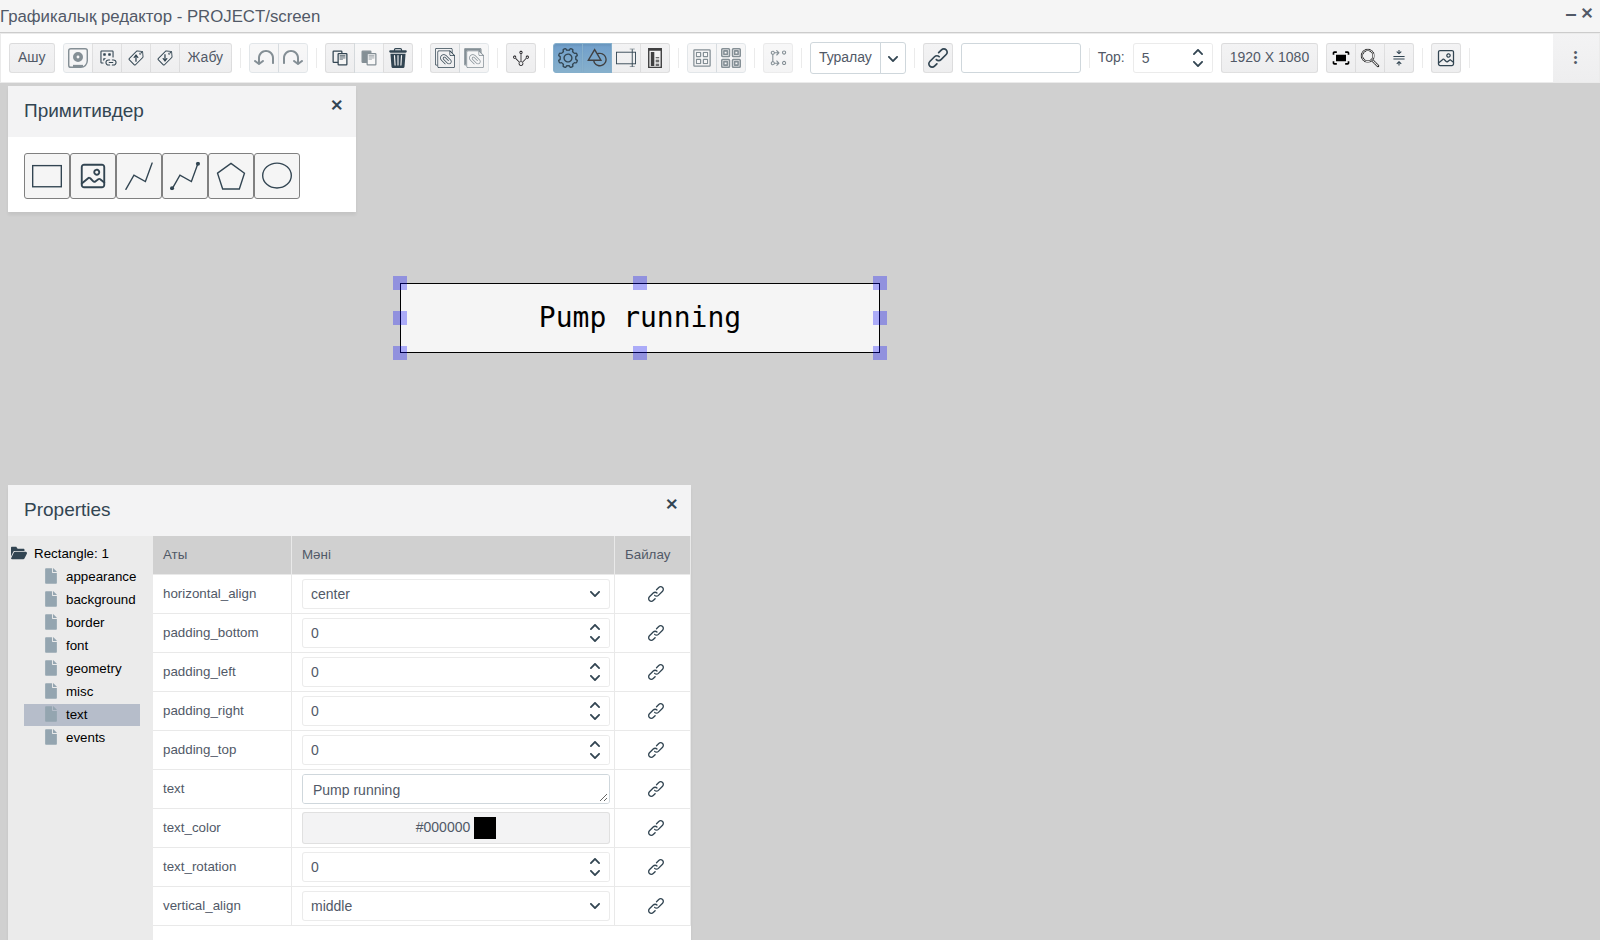 Графикалық редактор - PROJECT/screen
Ашу
Жабу
Туралау
Тор:
5
1920 X 1080
Примитивдер
Pump running
Properties
Rectangle: 1
appearance
background
border
font
geometry
misc
text
events
Аты Мәні Байлау
horizontal_align center
padding_bottom 0
padding_left 0
padding_right 0
padding_top 0
text Pump running
text_color #000000
text_rotation 0
vertical_align middle